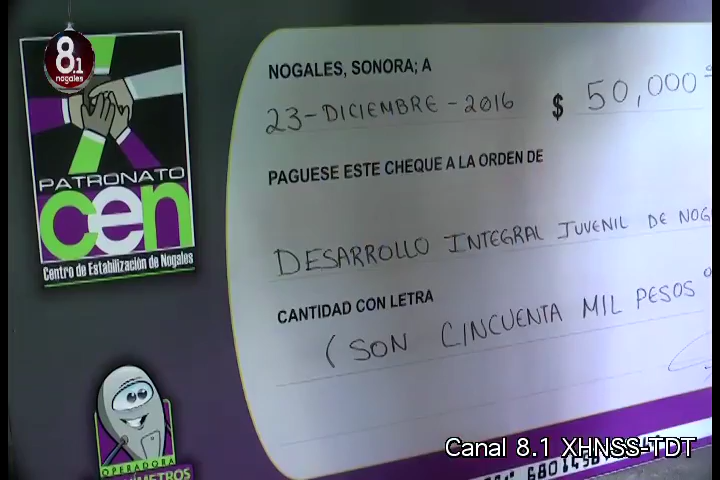 8.1
nogales
NOGALES, SONORA; A
23-DICIEMBRE-2016 $ 50,000
PAGUESE ESTE CHEQUE A LA ORDEN DE
PATRONATO
cen
Centro de Estabilización de Nogales
DESARROLLO INTEGRAL JUVENIL DE NOG
CANTIDAD CON LETRA
(SON CINCUENTA MIL PESOS
OPERADORA
Canal 8.1 XHNSS-TDT